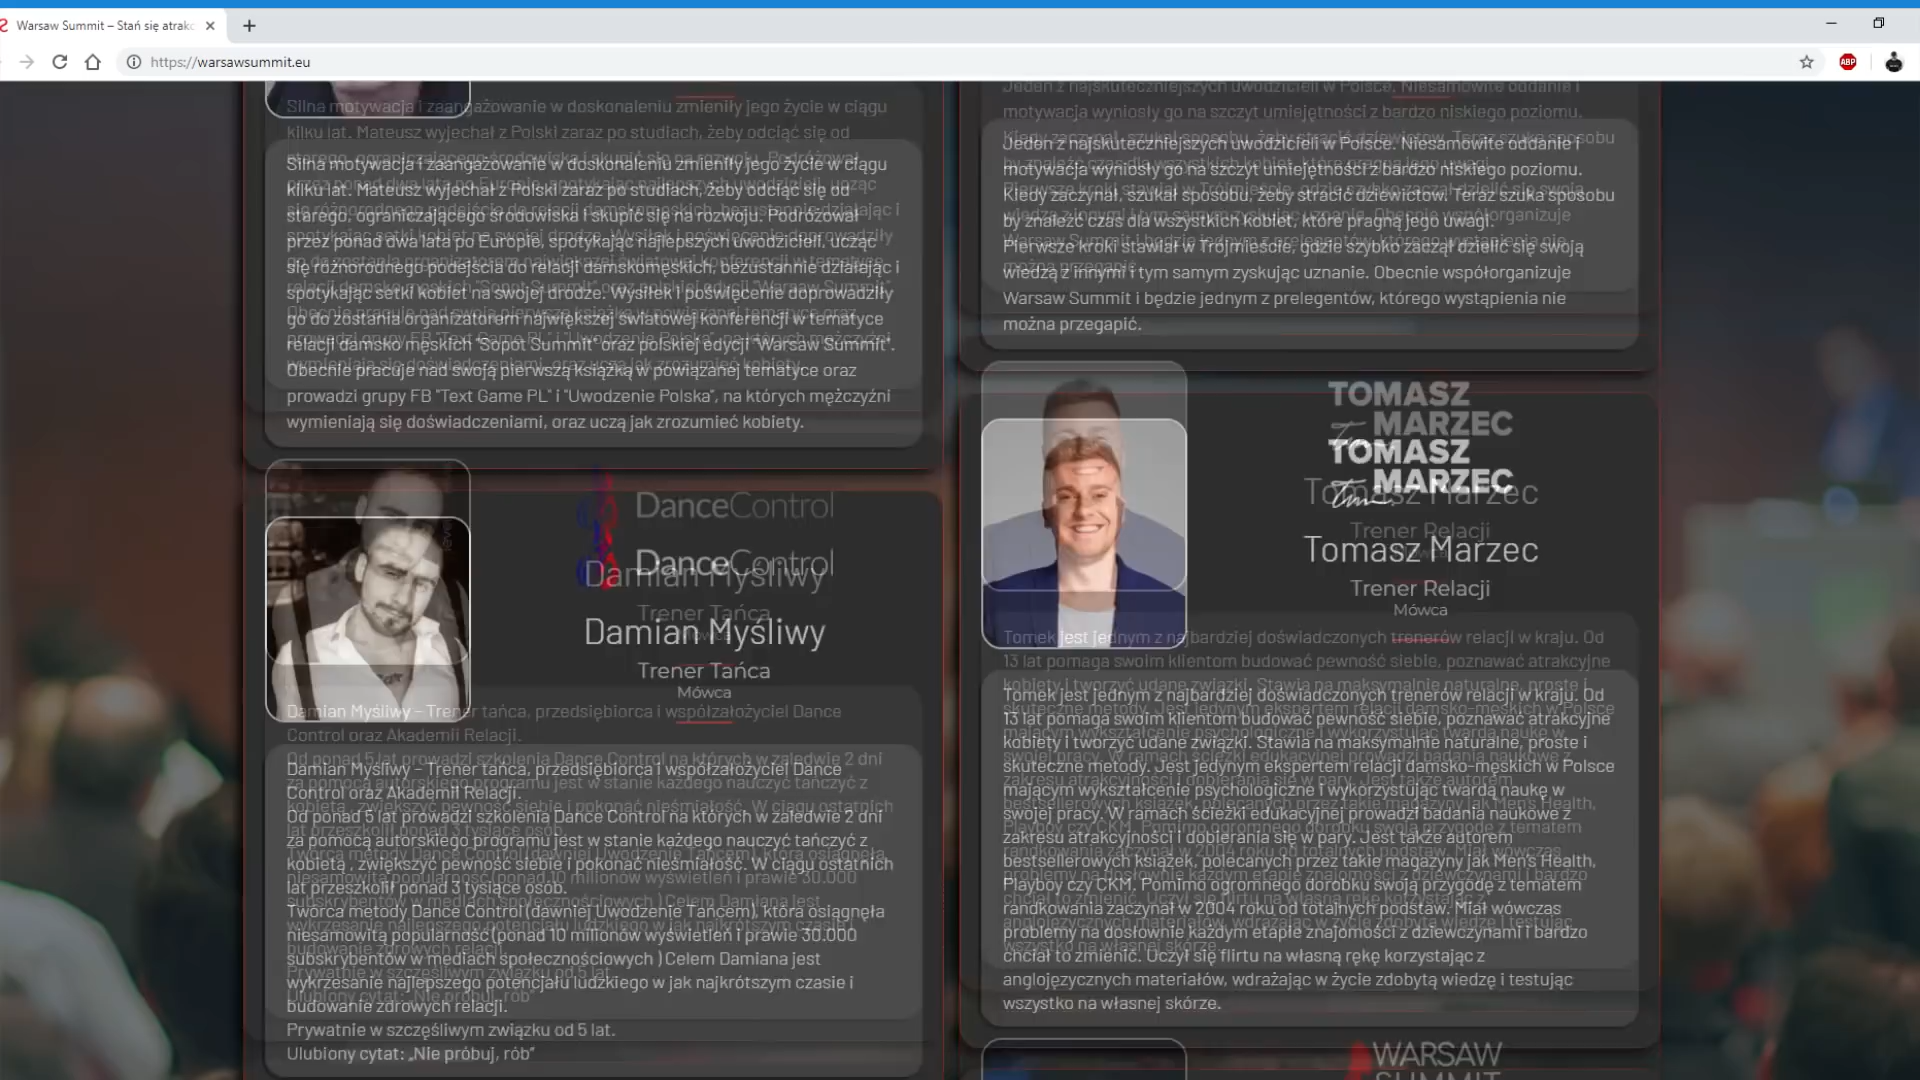 Warsaw Summit – Stań się atrakc
https://warsawsummit.eu
ABP
Silna motywacja i zaangażowanie w doskonaleniu zmieniły jego życie w ciągu
kilku lat. Mateusz wyjechał z Polski zaraz po studiach, żeby odciąć się od
starego, ograniczającego środowiska i skupić się na rozwoju. Podróżował
przez ponad dwa lata po Europie, spotykając najlepszych uwodzicieli, ucząc
się różnorodnego podejścia do relacji damskomęskich, bezustannie działając i
spotykając setki kobiet na swojej drodze. Wysiłek i poświęcenie doprowadziły
go do zostania organizatorem największej światowej konferencji w tematyce
relacji damsko męskich "Sopot Summit" oraz polskiej edycji "Warsaw Summit".
Obecnie pracuje nad swoją pierwszą książką w powiązanej tematyce oraz
prowadzi grupy FB "Text Game PL" i "Uwodzenie Polska", na których mężczyźni
wymieniają się doświadczeniami, oraz uczą jak zrozumieć kobiety.
Jeden z najskuteczniejszych uwodzicieli w Polsce. Niesamowite oddanie i
motywacja wyniosły go na szczyt umiejętności z bardzo niskiego poziomu.
Kiedy zaczynał, szukał sposobu, żeby stracić dziewictow. Teraz szuka sposobu
by znaleźć czas dla wszystkich kobiet, które pragną jego uwagi.
Pierwsze kroki stawiał w Trójmieście, gdzie szybko zaczął dzielić się swoją
wiedzą z innymi i tym samym zyskując uznanie. Obecnie współorganizuje
Warsaw Summit i będzie jednym z prelegentów, którego wystąpienia nie
można przegapić.
DanceControl
Damian Myśliwy
Trener Tańca
Mówca
Damian Myśliwy – Trener tańca, przedsiębiorca i współzałożyciel Dance
Control oraz Akademii Relacji.
Od ponad 5 lat prowadzi szkolenia Dance Control na których w zaledwie 2 dni
za pomocą autorskiego programu jest w stanie każdego nauczyć tańczyć z
kobietą , zwiększyć pewność siebie i pokonać nieśmiałość. W ciągu ostatnich
lat przeszkolił ponad 3 tysiące osób.
Twórca metody Dance Control (dawniej Uwodzenie Tańcem), która osiągnęła
niesamowitą popularność (ponad 10 milionów wyświetleń i prawie 30.000
subskrybentów w mediach społecznościowych ) Celem Damiana jest
wykrzesanie najlepszego potencjału ludzkiego w jak najkrótszym czasie i
budowanie zdrowych relacji.
Prywatnie w szczęśliwym związku od 5 lat.
Ulubiony cytat: „Nie próbuj, rób”
TOMASZ
MARZEC
Tomasz Marzec
Trener Relacji
Mówca
Tomek jest jednym z najbardziej doświadczonych trenerów relacji w kraju. Od
13 lat pomaga swoim klientom budować pewność siebie, poznawać atrakcyjne
kobiety i tworzyć udane związki. Stawia na maksymalnie naturalne, proste i
skuteczne metody. Jest jedynym ekspertem relacji damsko-męskich w Polsce
mającym wykształcenie psychologiczne i wykorzystując twardą naukę w
swojej pracy. W ramach ścieżki edukacyjnej prowadzi badania naukowe z
zakresu atrakcyjności i dobierania się w pary. Jest także autorem
bestsellerowych książek, polecanych przez takie magazyny jak Men's Health,
Playboy czy CKM. Pomimo ogromnego dorobku swoją przygodę z tematem
randkowania zaczynał w 2004 roku od totalnych podstaw. Miał wówczas
problemy na dosłownie każdym etapie znajomości z dziewczynami i bardzo
chciał to zmienić. Uczył się flirtu na własną rękę korzystając z
anglojęzycznych materiałów, wdrażając w życie zdobytą wiedzę i testując
wszystko na własnej skórze.
WARSAW
SUMMIT